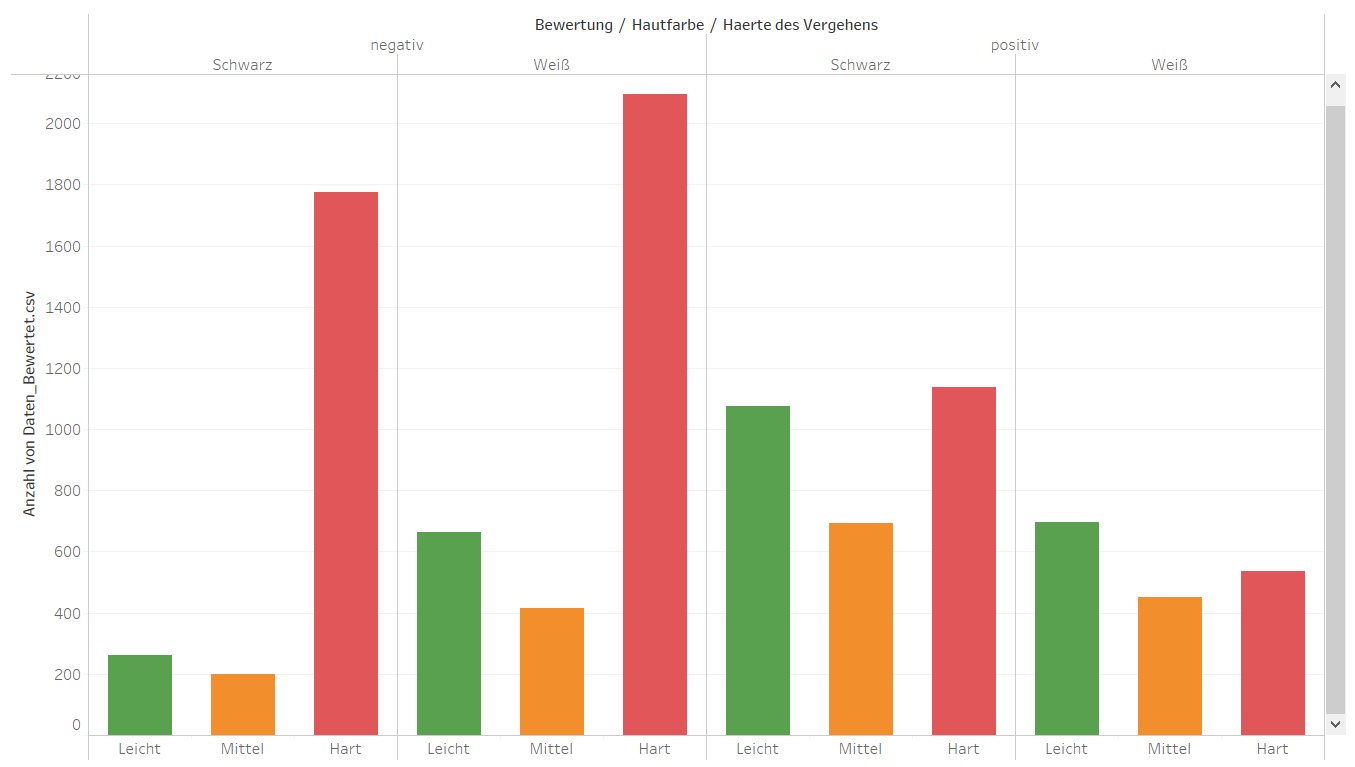 Bewertung / Hautfarbe / Haerte des Vergehens
negativ positiv
Schwarz Weiß Schwarz Weiß
2200
2000
1800
1600
1400
1200
1000
800
600
400
200
0
Anzahl von Daten_Bewertet.csv
Leicht Mittel Hart Leicht Mittel Hart Leicht Mittel Hart Leicht Mittel Hart